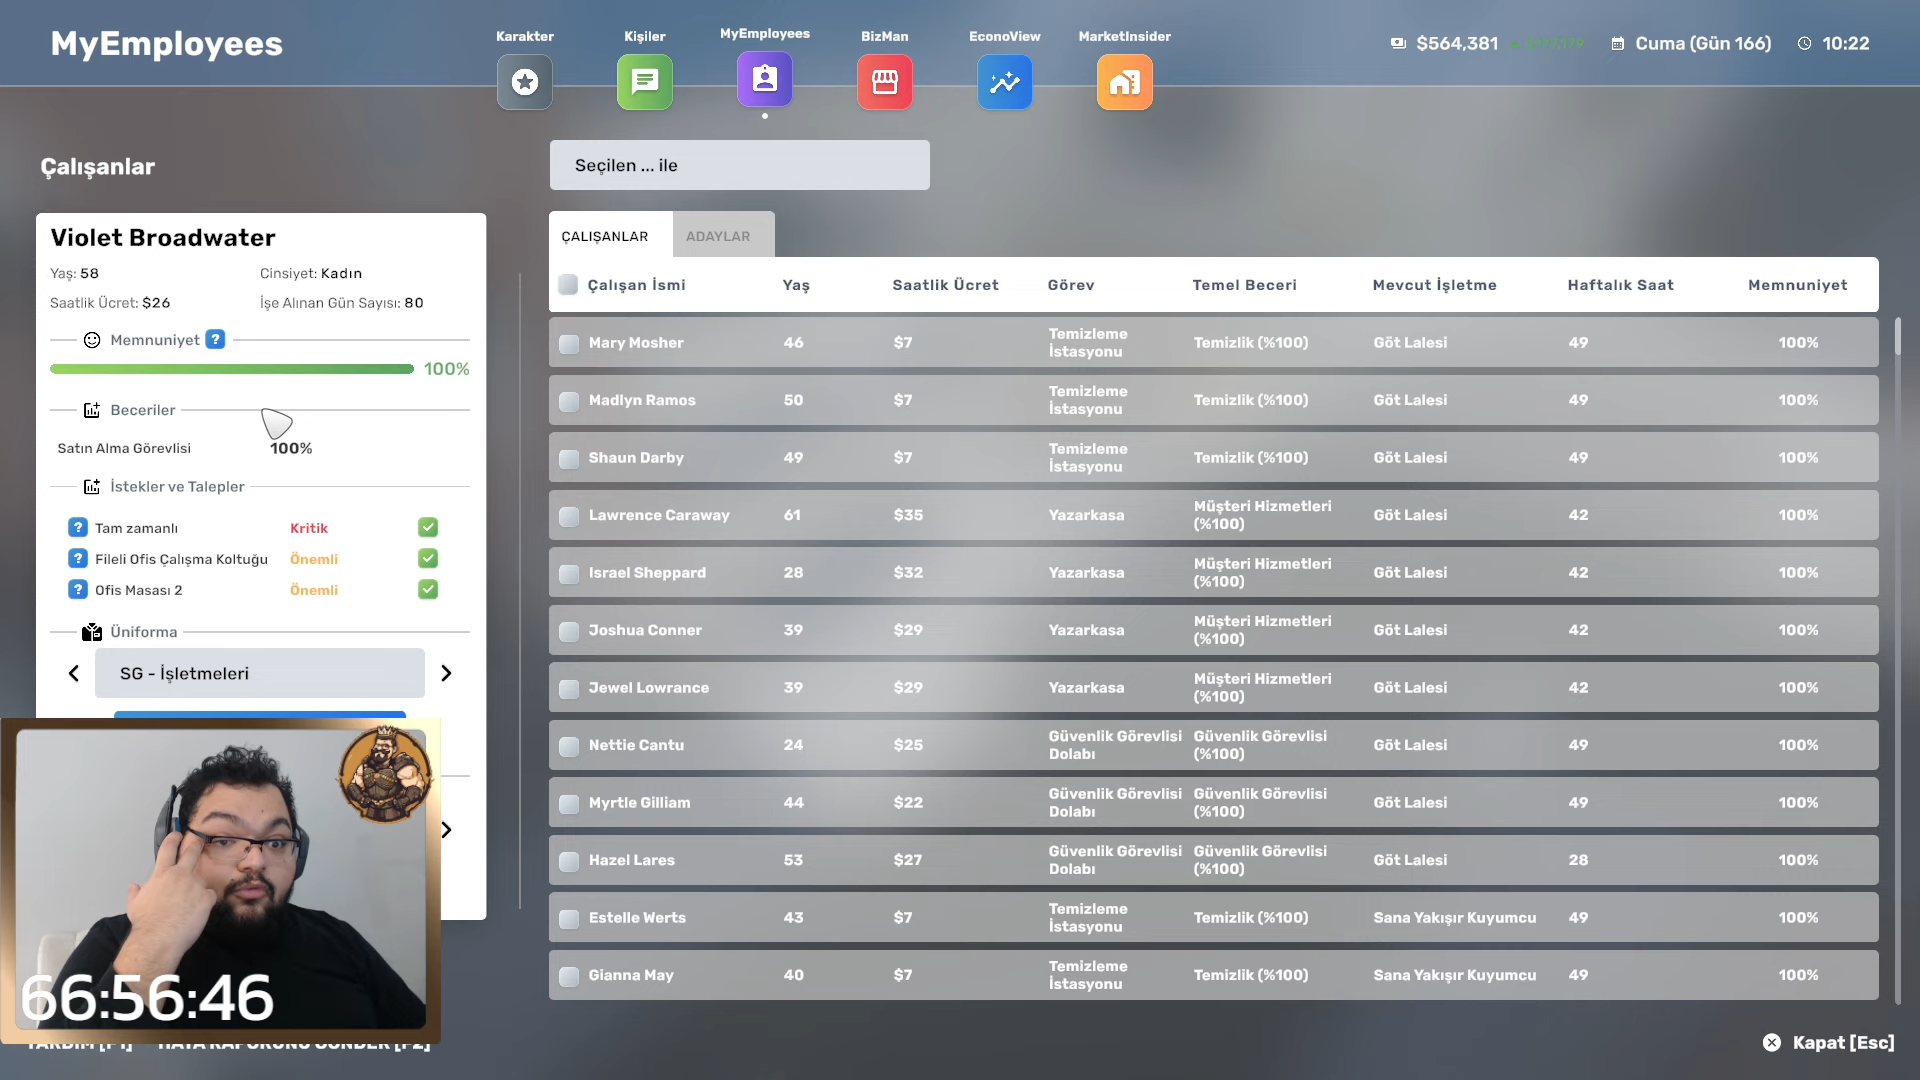 MyEmployees
Karakter
Kişiler
MyEmployees
BizMan
EconoView
MarketInsider
$564,381
Cuma (Gün 166)
10:22
Çalışanlar
Seçilen ... ile
Violet Broadwater
Yaş: 58
Cinsiyet: Kadın
Saatlik Ücret: $26
İşe Alınan Gün Sayısı: 80
Memnuniyet ?
100%
Beceriler
Satın Alma Görevlisi 100%
İstekler ve Talepler
? Tam zamanlı Kritik
? Fileli Ofis Çalışma Koltuğu Önemli
? Ofis Masası 2 Önemli
Üniforma
SG - İşletmeleri
ÇALIŞANLAR
ADAYLAR
Çalışan İsmi Yaş Saatlik Ücret Görev Temel Beceri Mevcut İşletme Haftalık Saat Memnuniyet
Mary Mosher 46 $7 Temizleme İstasyonu Temizlik (%100) Göt Lalesi 49 100%
Madlyn Ramos 50 $7 Temizleme İstasyonu Temizlik (%100) Göt Lalesi 49 100%
Shaun Darby 49 $7 Temizleme İstasyonu Temizlik (%100) Göt Lalesi 49 100%
Lawrence Caraway 61 $35 Yazarkasa Müşteri Hizmetleri (%100) Göt Lalesi 42 100%
Israel Sheppard 28 $32 Yazarkasa Müşteri Hizmetleri (%100) Göt Lalesi 42 100%
Joshua Conner 39 $29 Yazarkasa Müşteri Hizmetleri (%100) Göt Lalesi 42 100%
Jewel Lowrance 39 $29 Yazarkasa Müşteri Hizmetleri (%100) Göt Lalesi 42 100%
Nettie Cantu 24 $25 Güvenlik Görevlisi Dolabı Güvenlik Görevlisi (%100) Göt Lalesi 49 100%
Myrtle Gilliam 44 $22 Güvenlik Görevlisi Dolabı Güvenlik Görevlisi (%100) Göt Lalesi 49 100%
Hazel Lares 53 $27 Güvenlik Görevlisi Dolabı Güvenlik Görevlisi (%100) Göt Lalesi 28 100%
Estelle Werts 43 $7 Temizleme İstasyonu Temizlik (%100) Sana Yakışır Kuyumcu 49 100%
Gianna May 40 $7 Temizleme İstasyonu Temizlik (%100) Sana Yakışır Kuyumcu 49 100%
66:56:46
Kapat [Esc]